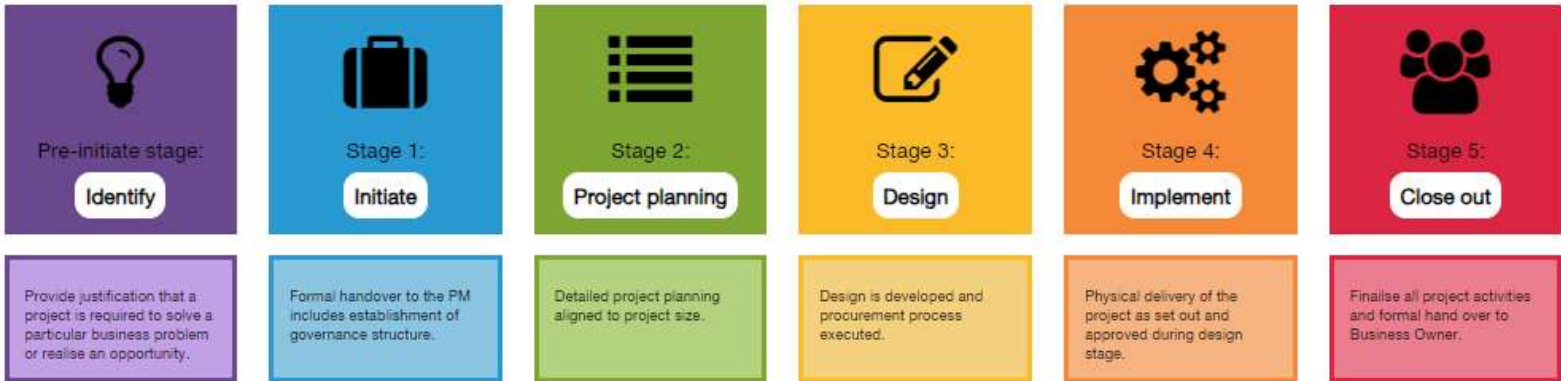 Pre-initiate stage:
Identify
Provide justification that a
project is required to solve a
particular business problem
or realise an opportunity.
Stage 1:
Initiate
Formal handover to the PM
includes establishment of
governance structure.
Stage 2:
Project planning
Detailed project planning
aligned to project size.
Stage 3:
Design
Design is developed and
procurement process
executed.
Stage 4:
Implement
Physical delivery of the
project as set out and
approved during design
stage.
Stage 5:
Close out
Finalise all project activities
and formal hand over to
Business Owner.